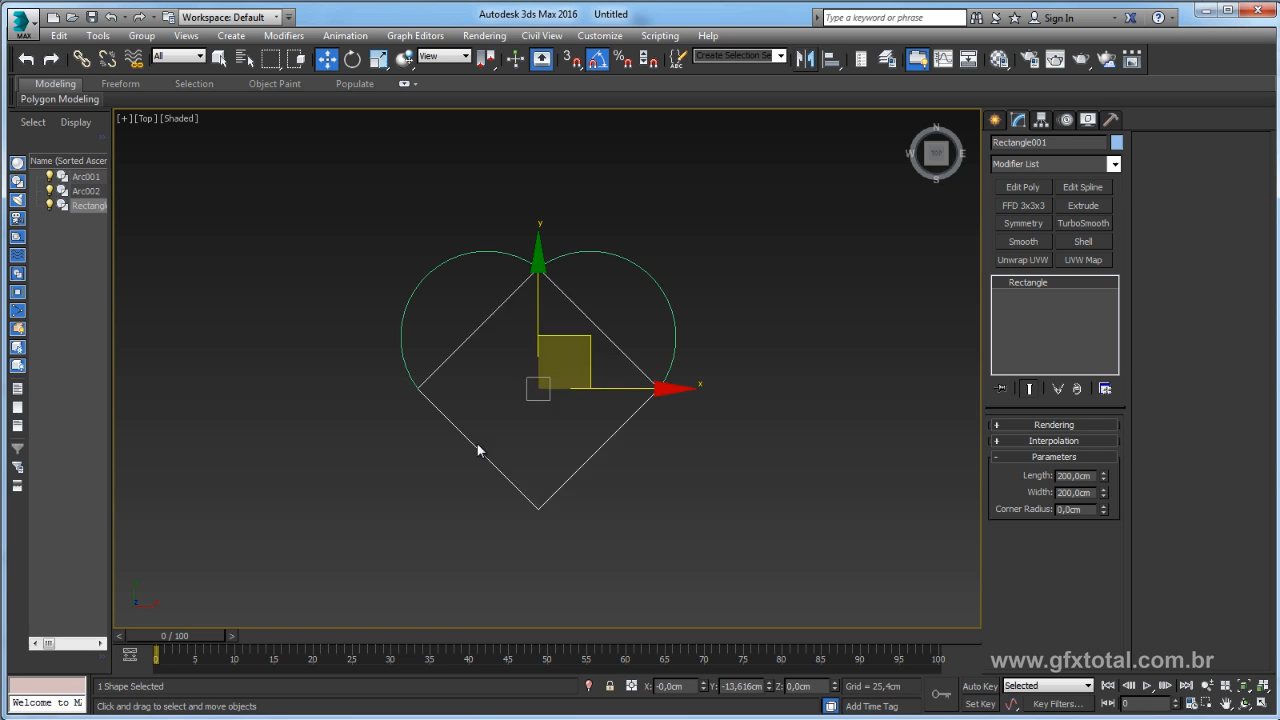 Workspace: Default
Autodesk 3ds Max 2016 Untitled
Type a keyword or phrase
Sign In
MAX
Edit Tools Group Views Create Modifiers Animation Graph Editors Rendering Civil View Customize Scripting Help
All
View
3
Create Selection Se
Modeling Freeform Selection Object Paint Populate
Polygon Modeling
Select Display
[+] [Top] [Shaded]
N
W
E
S
Name (Sorted Ascen
Arc001
Arc002
Rectangl
y
x
Rectangle001
Modifier List
Edit Poly Edit Spline
FFD 3x3x3 Extrude
Symmetry TurboSmooth
Smooth Shell
Unwrap UVW UVW Map
Rectangle
+ Rendering
+ Interpolation
- Parameters
Length: 200,0cm
Width: 200,0cm
Corner Radius: 0,0cm
z
< 0 / 100 >
0 5 10 15 20 25 30 35 40 45 50 55 60 65 70 75 80 85 90 95 100
www.gfxtotal.com.br
1 Shape Selected
X: -0,0cm Y: -13,616cm Z: 0,0cm Grid = 25,4cm
Auto Key Selected
Welcome to M
Click and drag to select and move objects
Add Time Tag
Set Key Key Filters... 0